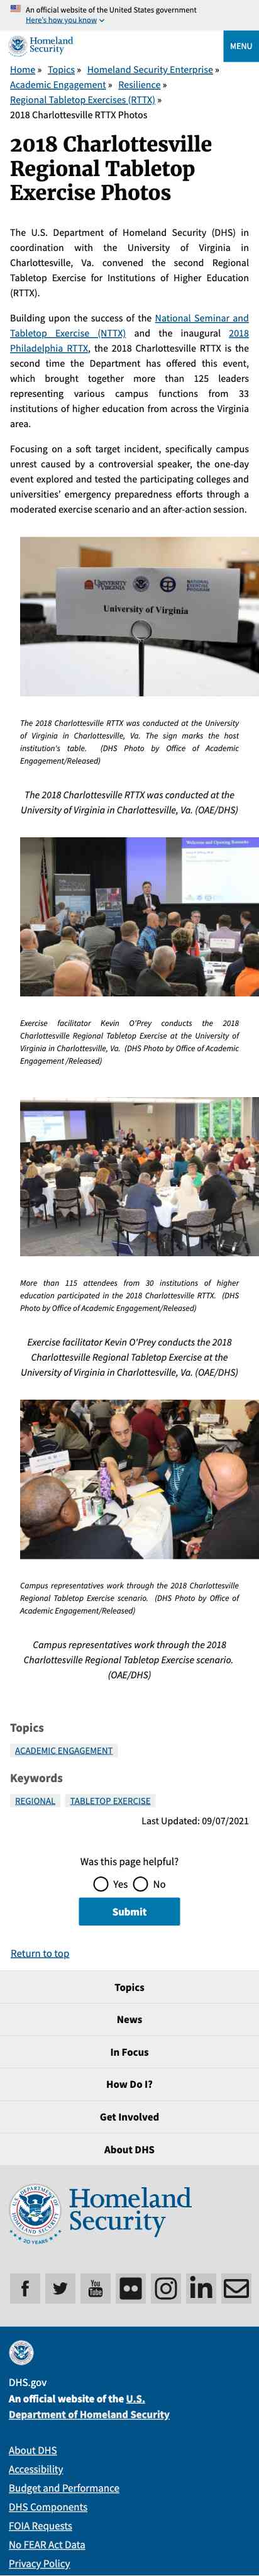 An official website of the United States government
Here's how you know
Homeland
Security
MENU
Home » Topics » Homeland Security Enterprise »
Academic Engagement » Resilience »
Regional Tabletop Exercises (RTTX) »
2018 Charlottesville RTTX Photos
2018 Charlottesville
Regional Tabletop
Exercise Photos
The U.S. Department of Homeland Security (DHS) in
coordination with the University of Virginia in
Charlottesville, Va. convened the second Regional
Tabletop Exercise for Institutions of Higher Education
(RTTX).
Building upon the success of the National Seminar and
Tabletop Exercise (NTTX) and the inaugural 2018
Philadelphia RTTX, the 2018 Charlottesville RTTX is the
second time the Department has offered this event,
which brought together more than 125 leaders
representing various campus functions from 33
institutions of higher education from across the Virginia
area.
Focusing on a soft target incident, specifically campus
unrest caused by a controversial speaker, the one-day
event explored and tested the participating colleges and
universities' emergency preparedness efforts through a
moderated exercise scenario and an after-action session.
UNIVERSITY
VIRGINIA
NATIONAL
EXERCISE
PROGRAM
University of Virginia
The 2018 Charlottesville RTTX was conducted at the University
of Virginia in Charlottesville, Va. The sign marks the host
institution's table. (DHS Photo by Office of Academic
Engagement/Released)
The 2018 Charlottesville RTTX was conducted at the
University of Virginia in Charlottesville, Va. (OAE/DHS)
Welcome and Opening Remarks
Exercise facilitator Kevin O'Prey conducts the 2018
Charlottesville Regional Tabletop Exercise at the University of
Virginia in Charlottesville, Va. (DHS Photo by Office of Academic
Engagement /Released)
More than 115 attendees from 30 institutions of higher
education participated in the 2018 Charlottesville RTTX. (DHS
Photo by Office of Academic Engagement/Released)
Exercise facilitator Kevin O'Prey conducts the 2018
Charlottesville Regional Tabletop Exercise at the
University of Virginia in Charlottesville, Va. (OAE/DHS)
Campus representatives work through the 2018 Charlottesville
Regional Tabletop Exercise scenario. (DHS Photo by Office of
Academic Engagement/Released)
Campus representatives work through the 2018
Charlottesville Regional Tabletop Exercise scenario.
(OAE/DHS)
Topics
ACADEMIC ENGAGEMENT
Keywords
REGIONAL TABLETOP EXERCISE
Last Updated: 09/07/2021
Was this page helpful?
Yes No
Submit
Return to top
Topics
News
In Focus
How Do I?
Get Involved
About DHS
Homeland
Security
20 YEARS
You
Tube
DHS.gov
An official website of the U.S.
Department of Homeland Security
About DHS
Accessibility
Budget and Performance
DHS Components
FOIA Requests
No FEAR Act Data
Privacy Policy